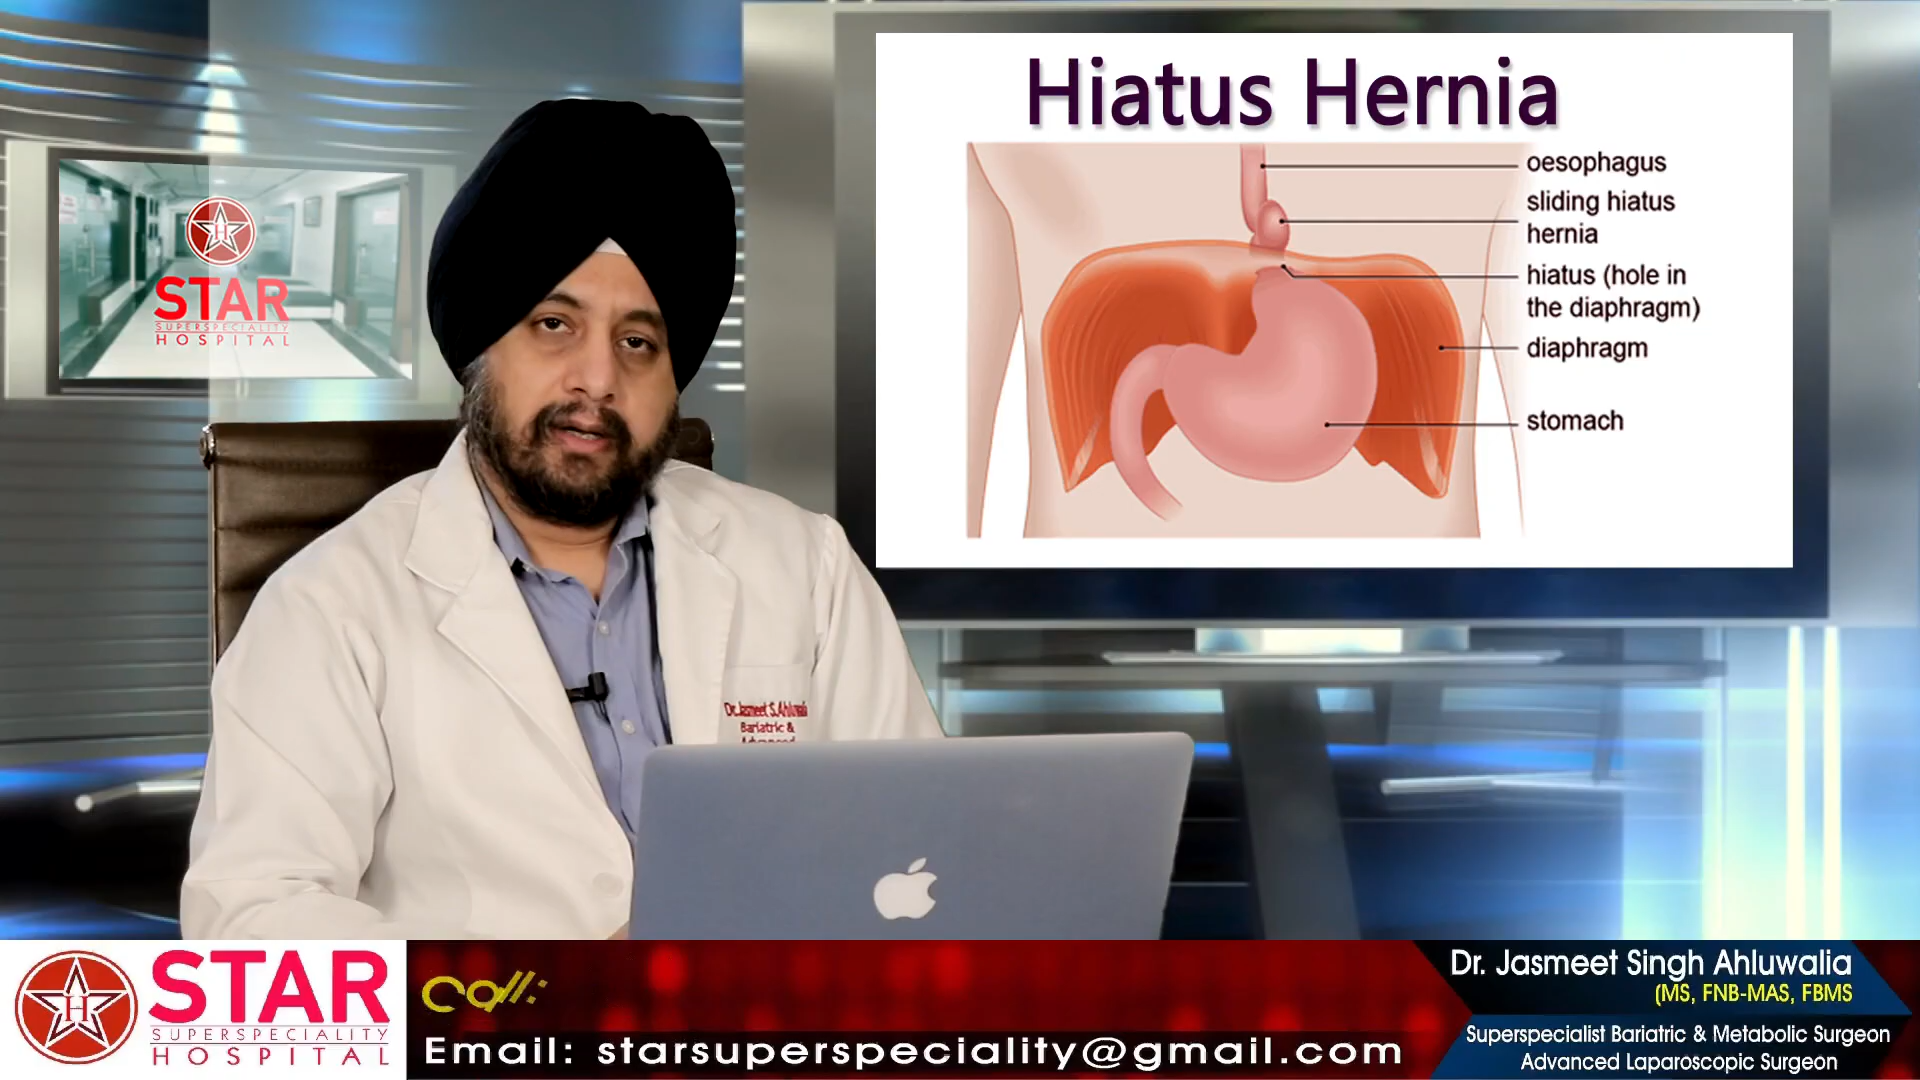 Hiatus Hernia
oesophagus
sliding hiatus
hernia
hiatus (hole in
the diaphragm)
diaphragm
stomach
H
STAR
SUPERSPECIALITY
HOSPITAL
Dr.Jasmeet S.Ahluwalia
Bariatric &
Advanced
H
STAR
SUPERSPECIALITY
HOSPITAL
Call:
Email: starsuperspeciality@gmail.com
Dr. Jasmeet Singh Ahluwalia
(MS, FNB-MAS, FBMS
Superspecialist Bariatric & Metabolic Surgeon
Advanced Laparoscopic Surgeon